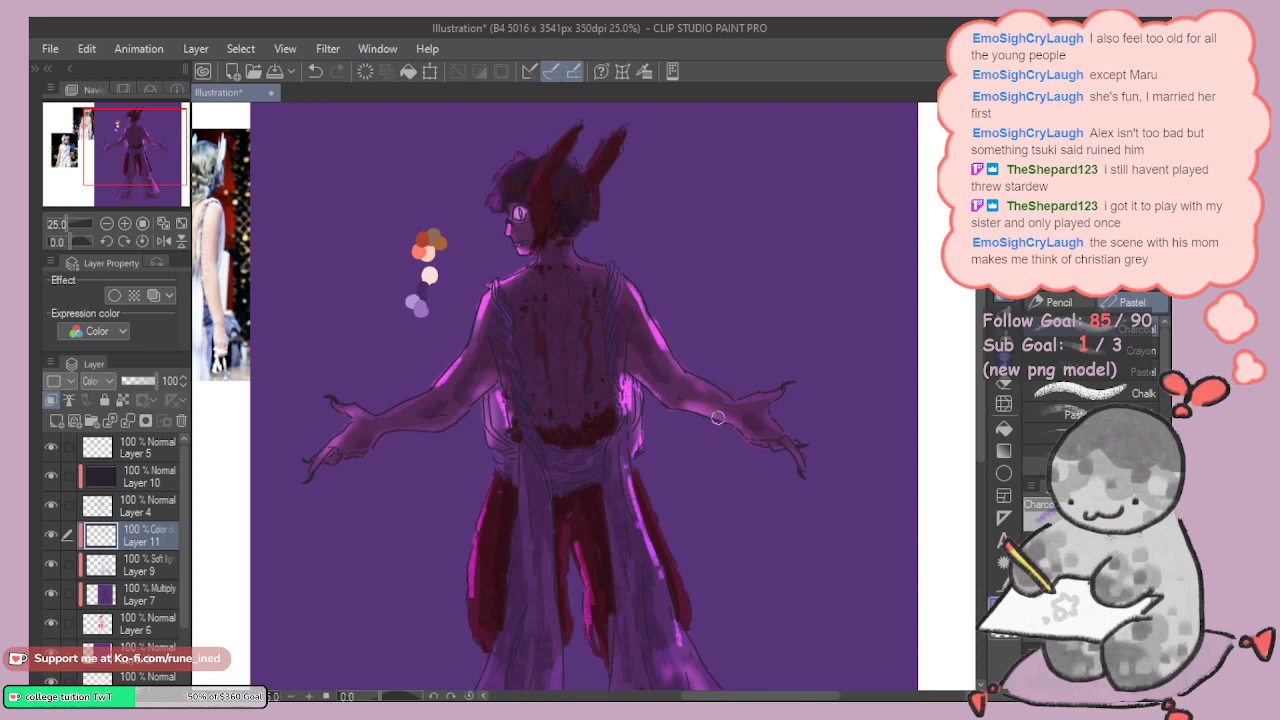 Illustration* (B4 5016 x 3541px 350dpi 25.0%) - CLIP STUDIO PAINT PRO
File Edit Animation Layer Select View Filter Window Help
Illustration*
25.0
0.0
Layer Property
Effect
Expression color
Color
Layer
100
100 % Normal
Layer 5
100 % Normal
Layer 10
100 % Normal
Layer 4
Layer 11
Layer 9
100 % Multiply
Layer 7
100 % Normal
Layer 6
Support me at Ko-fi.com/rune_ined
college tuition TwT 50% of $360 Goal
0.0
EmoSighCryLaugh I also feel too old for all
the young people
EmoSighCryLaugh except Maru
EmoSighCryLaugh she's fun, I married her
first
EmoSighCryLaugh Alex isn't too bad but
something tsuki said ruined him
TheShepard123 i still havent played
threw stardew
TheShepard123 i got it to play with my
sister and only played once
EmoSighCryLaugh the scene with his mom
makes me think of christian grey
Pencil Pastel
Follow Goal: 85 / 90
Charcoal
Sub Goal: 1 / 3
Crayon
(new png model)
Pastel
Chalk